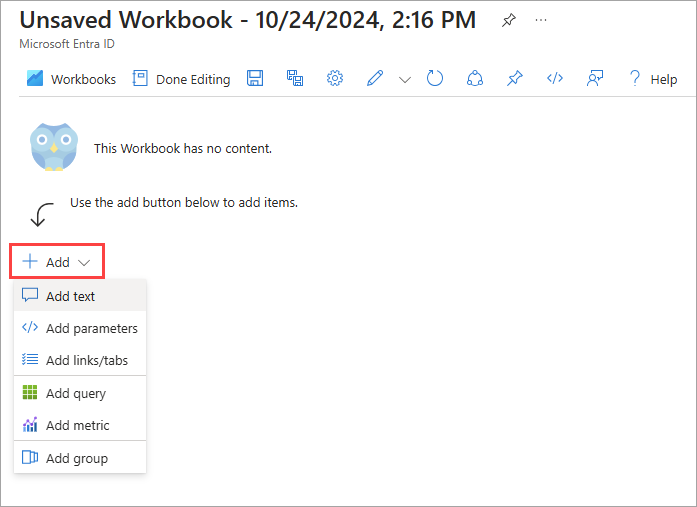 Unsaved Workbook - 10/24/2024, 2:16 PM
Microsoft Entra ID
Workbooks Done Editing Help
This Workbook has no content.
Use the add button below to add items.
Add
Add text
Add parameters
Add links/tabs
Add query
Add metric
Add group